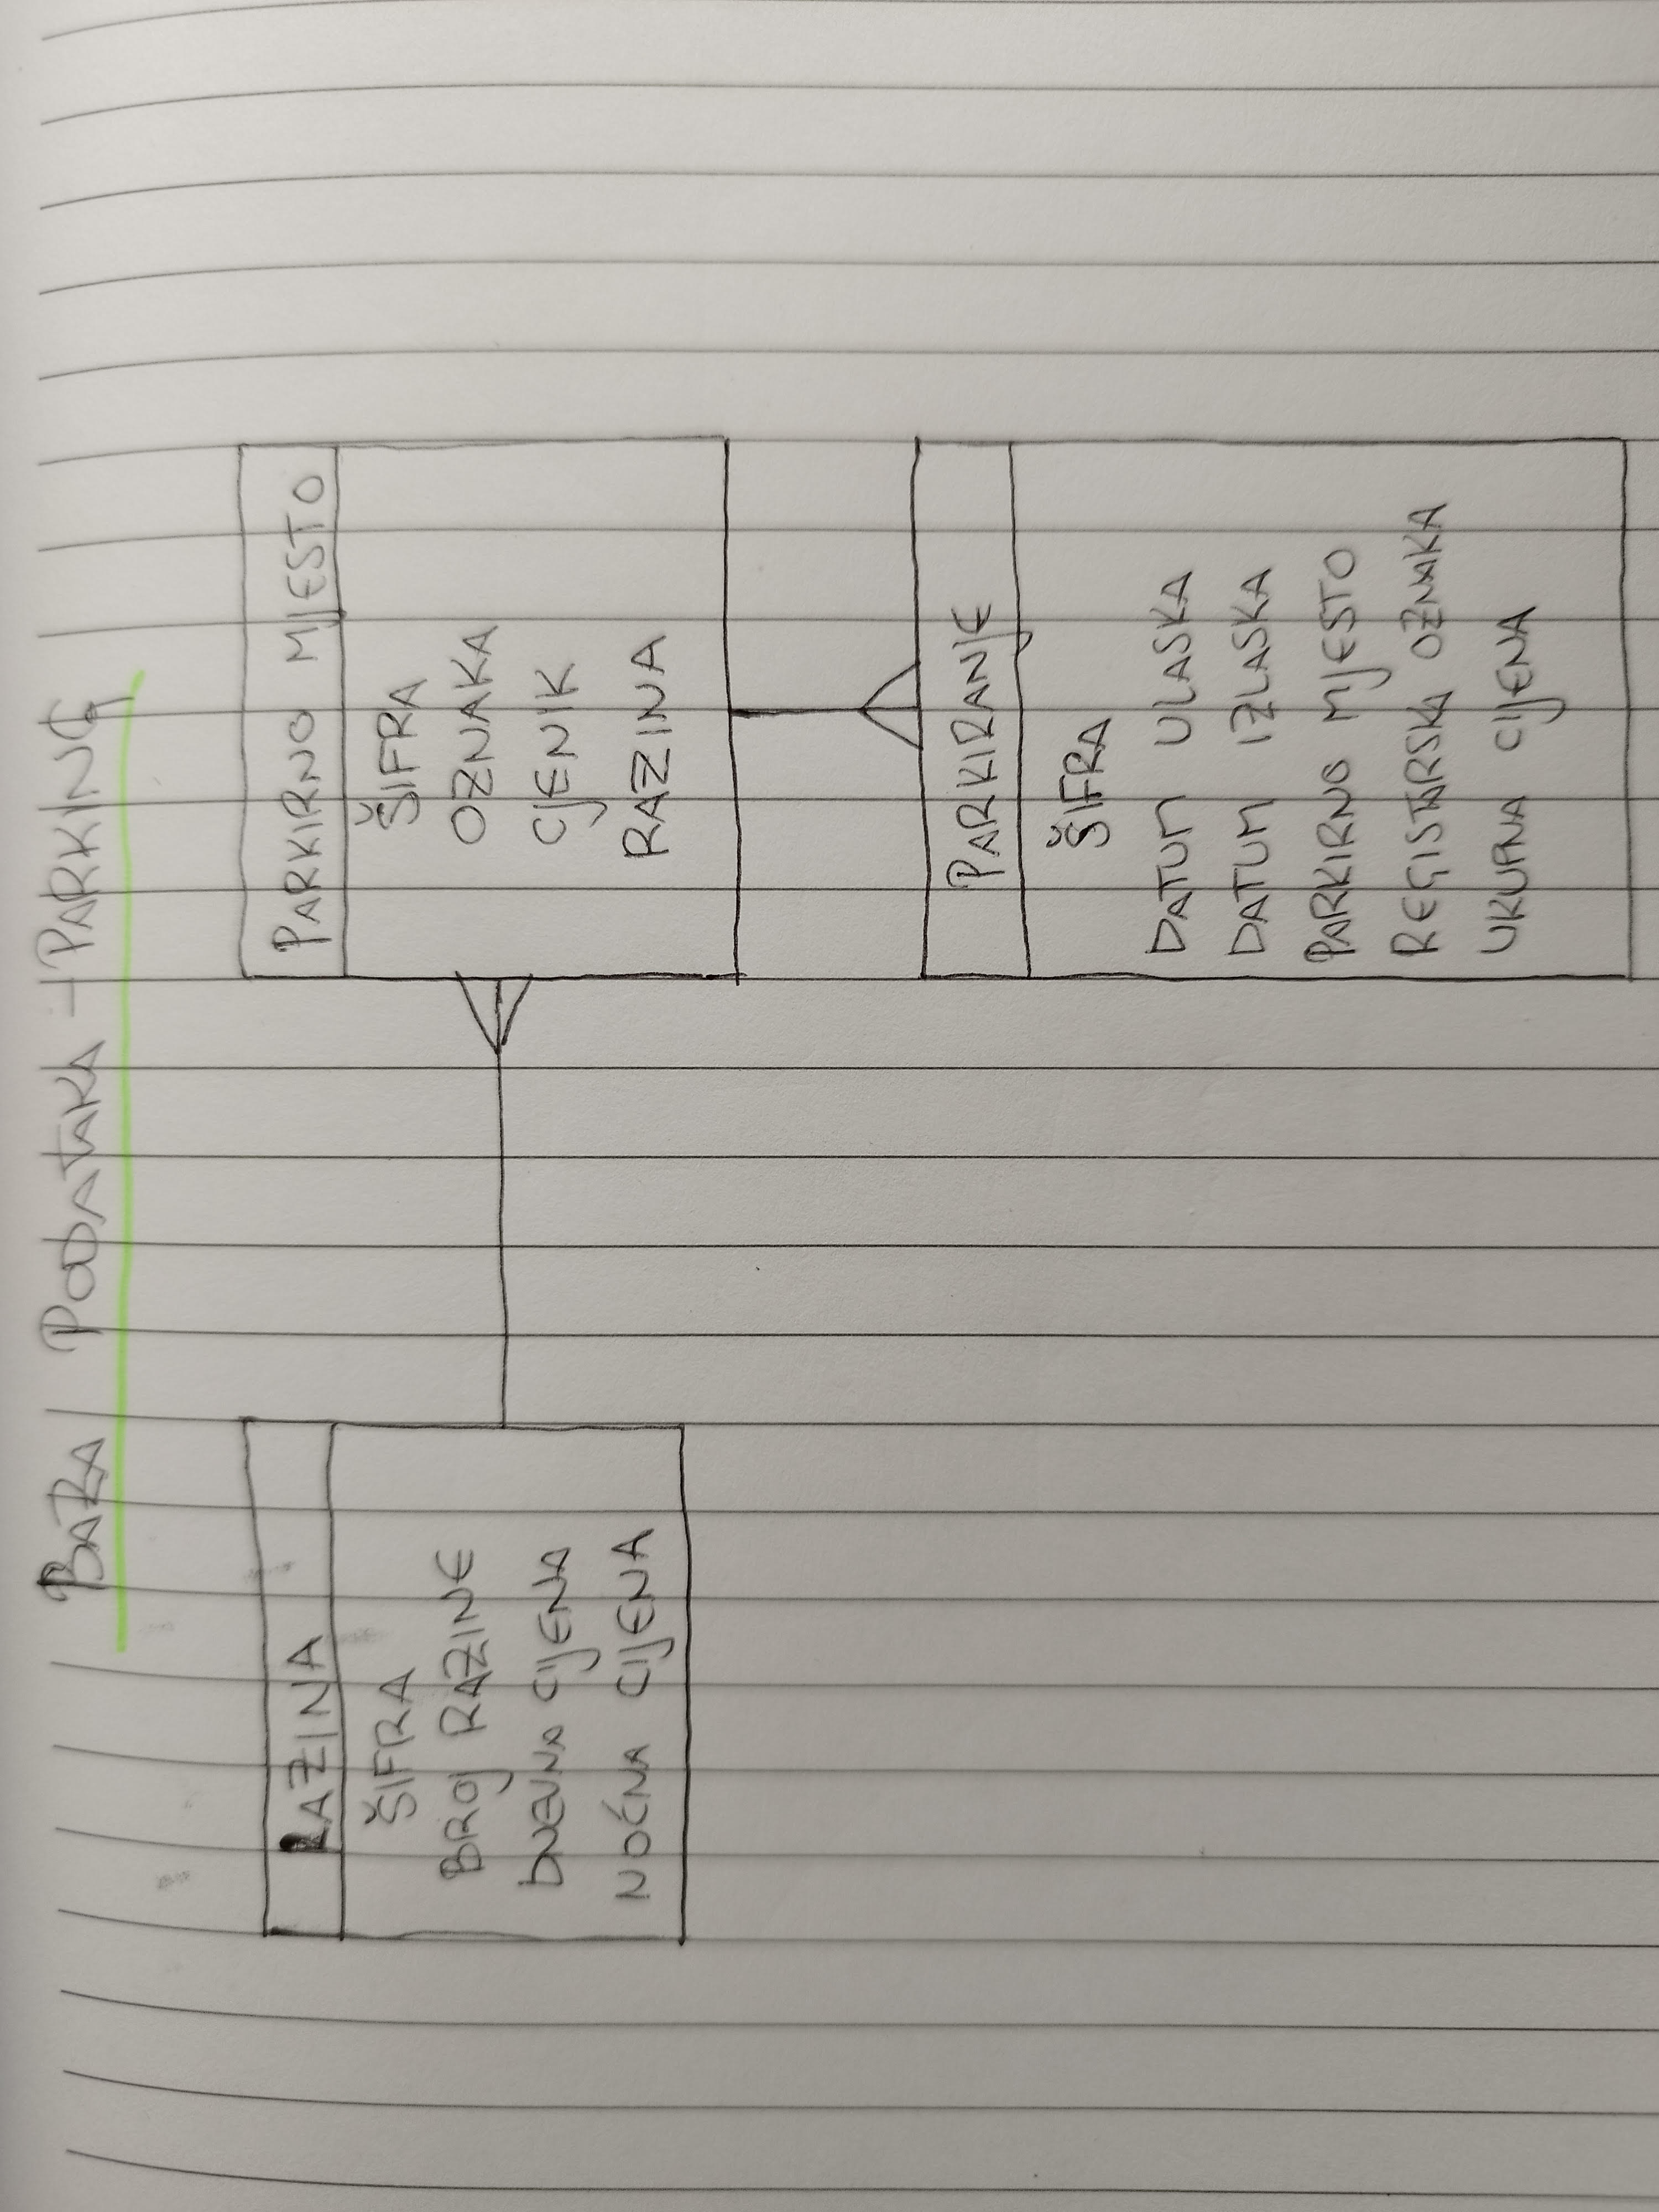 BAZA PODATAKA - PARKING
RAZINA
ŠIFRA
BROJ RAZINE
DNEVNA CIJENA
NOĆNA CIJENA
PARKIRNO MJESTO
ŠIFRA
OZNAKA
CJENIK
RAZINA
PARKIRANJE
ŠIFRA
DATUM ULASKA
DATUM IZLASKA
PARKIRNO MJESTO
REGISTARSKA OZNAKA
UKUPNA CIJENA